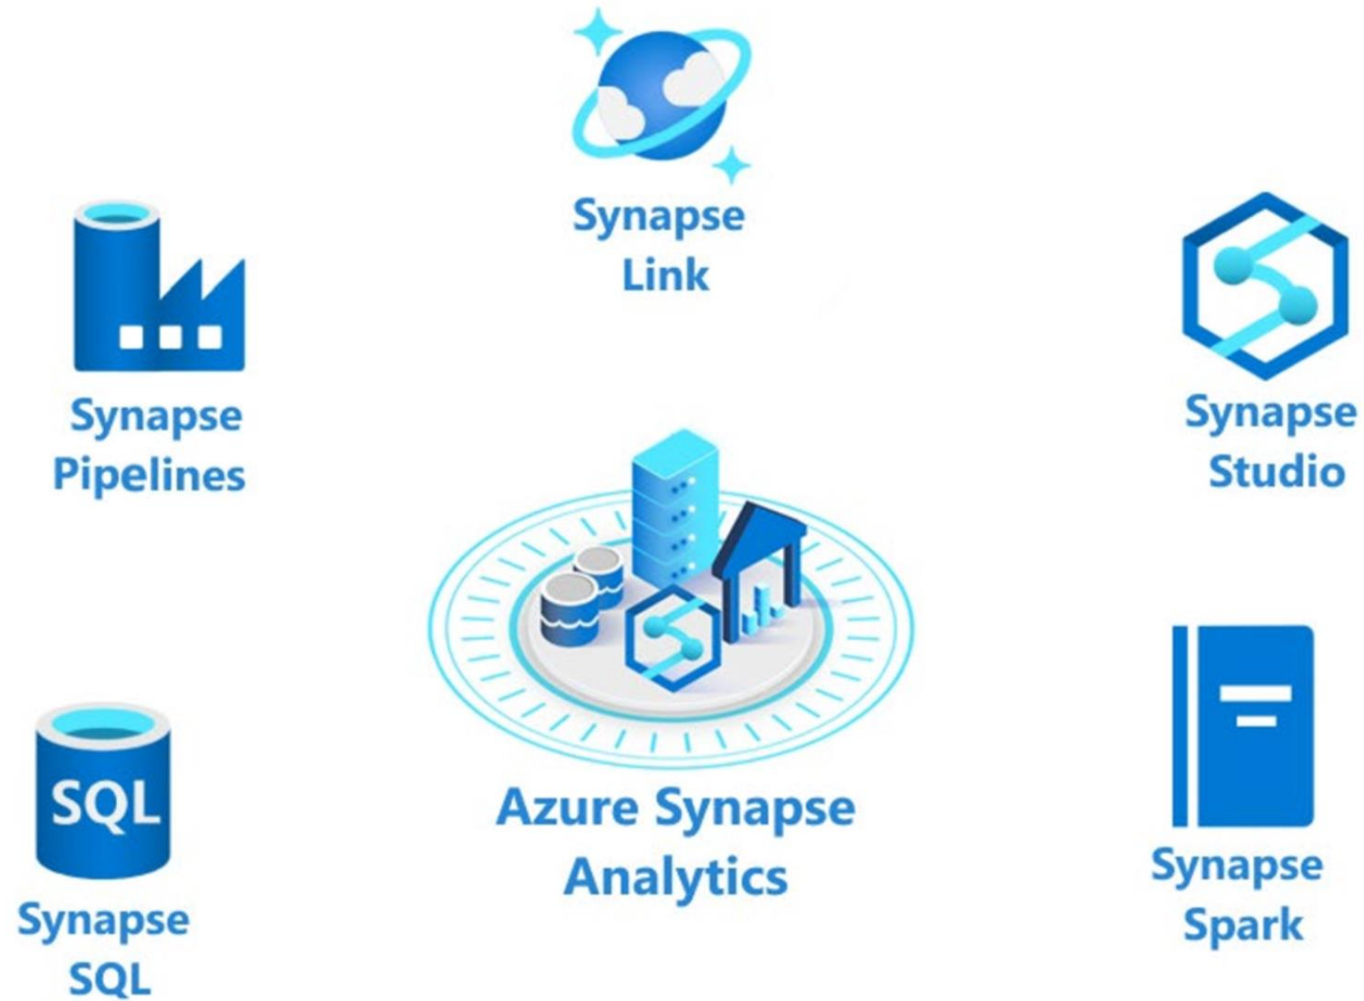 Synapse
Link
Synapse
Pipelines
Synapse
Studio
SQL
Synapse
SQL
Azure Synapse
Analytics
Synapse
Spark